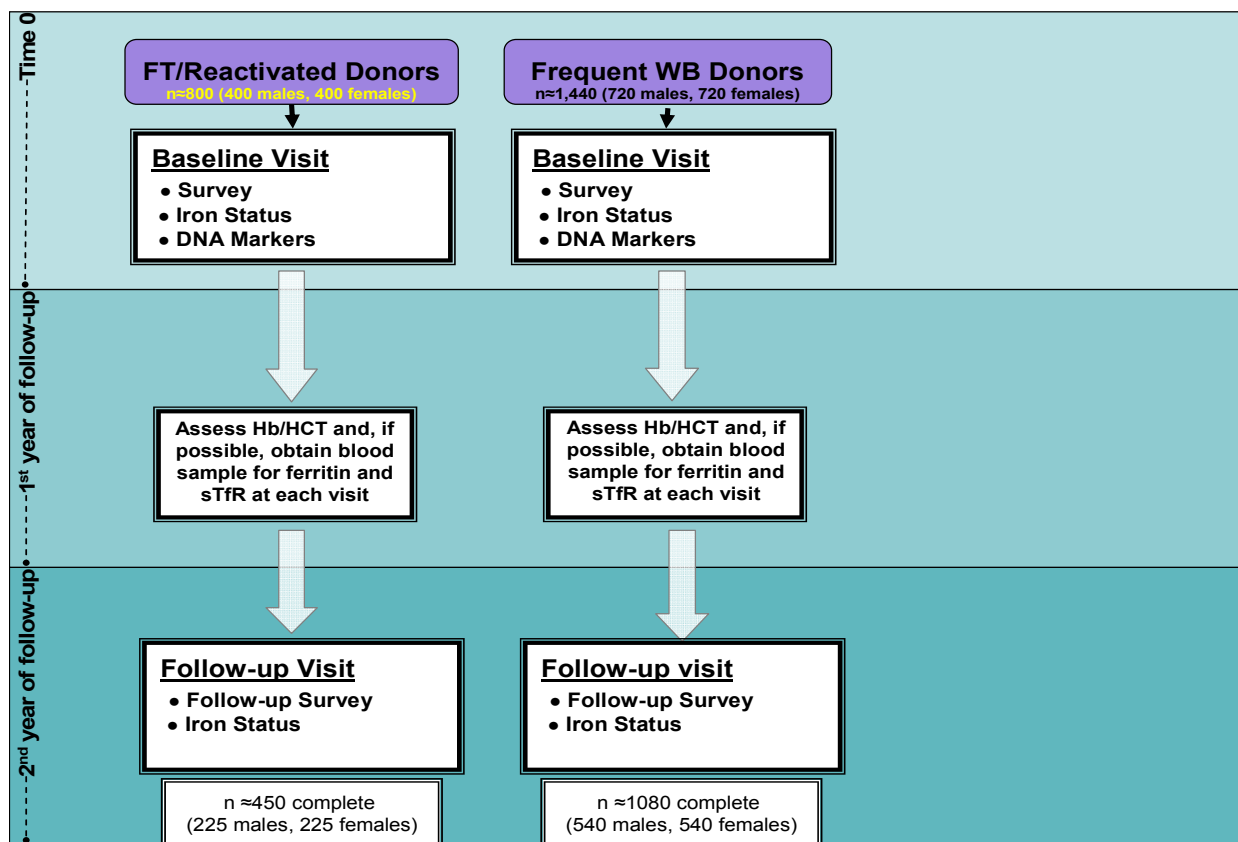 Time 0
FT/Reactivated Donors
n≈800 (400 males, 400 females)
Frequent WB Donors
n≈1,440 (720 males, 720 females)
Baseline Visit
● Survey
● Iron Status
● DNA Markers
Baseline Visit
● Survey
● Iron Status
● DNA Markers
1st year of follow-up
Assess Hb/HCT and, if
possible, obtain blood
sample for ferritin and
sTfR at each visit
Assess Hb/HCT and, if
possible, obtain blood
sample for ferritin and
sTfR at each visit
2nd year of follow-up
Follow-up Visit
● Follow-up Survey
● Iron Status
Follow-up visit
● Follow-up Survey
● Iron Status
n ≈450 complete
(225 males, 225 females)
n ≈1080 complete
(540 males, 540 females)